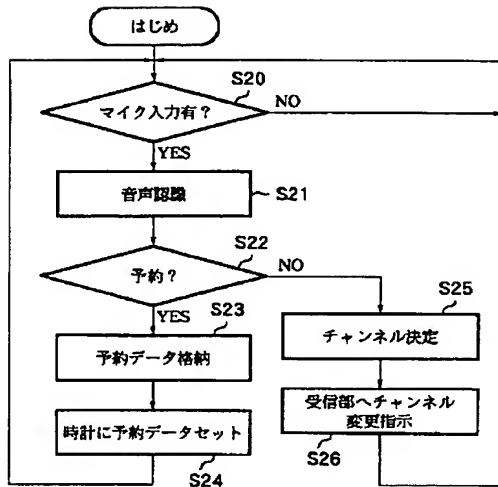 はじめ
S20
マイク入力有？
NO
YES
音声認識
S21
S22
予約？
NO
YES
S23
予約データ格納
時計に予約データセット
S24
S25
チャンネル決定
受信部へチャンネル
変更指示
S26